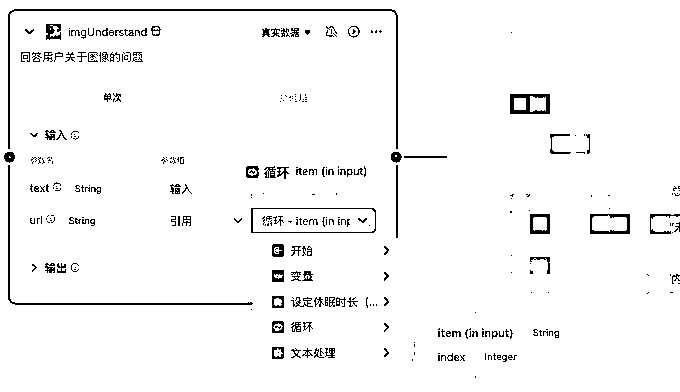 imgUnderstand 真实数据
回答用户关于图像的问题
单次
输入
参数名 参数值
循环 item (in input)
text String 输入
url String 引用 循环 - item (in inp
开始
输出
变量
设定休眠时长 (...
循环
item (in input) String
文本处理
index Integer